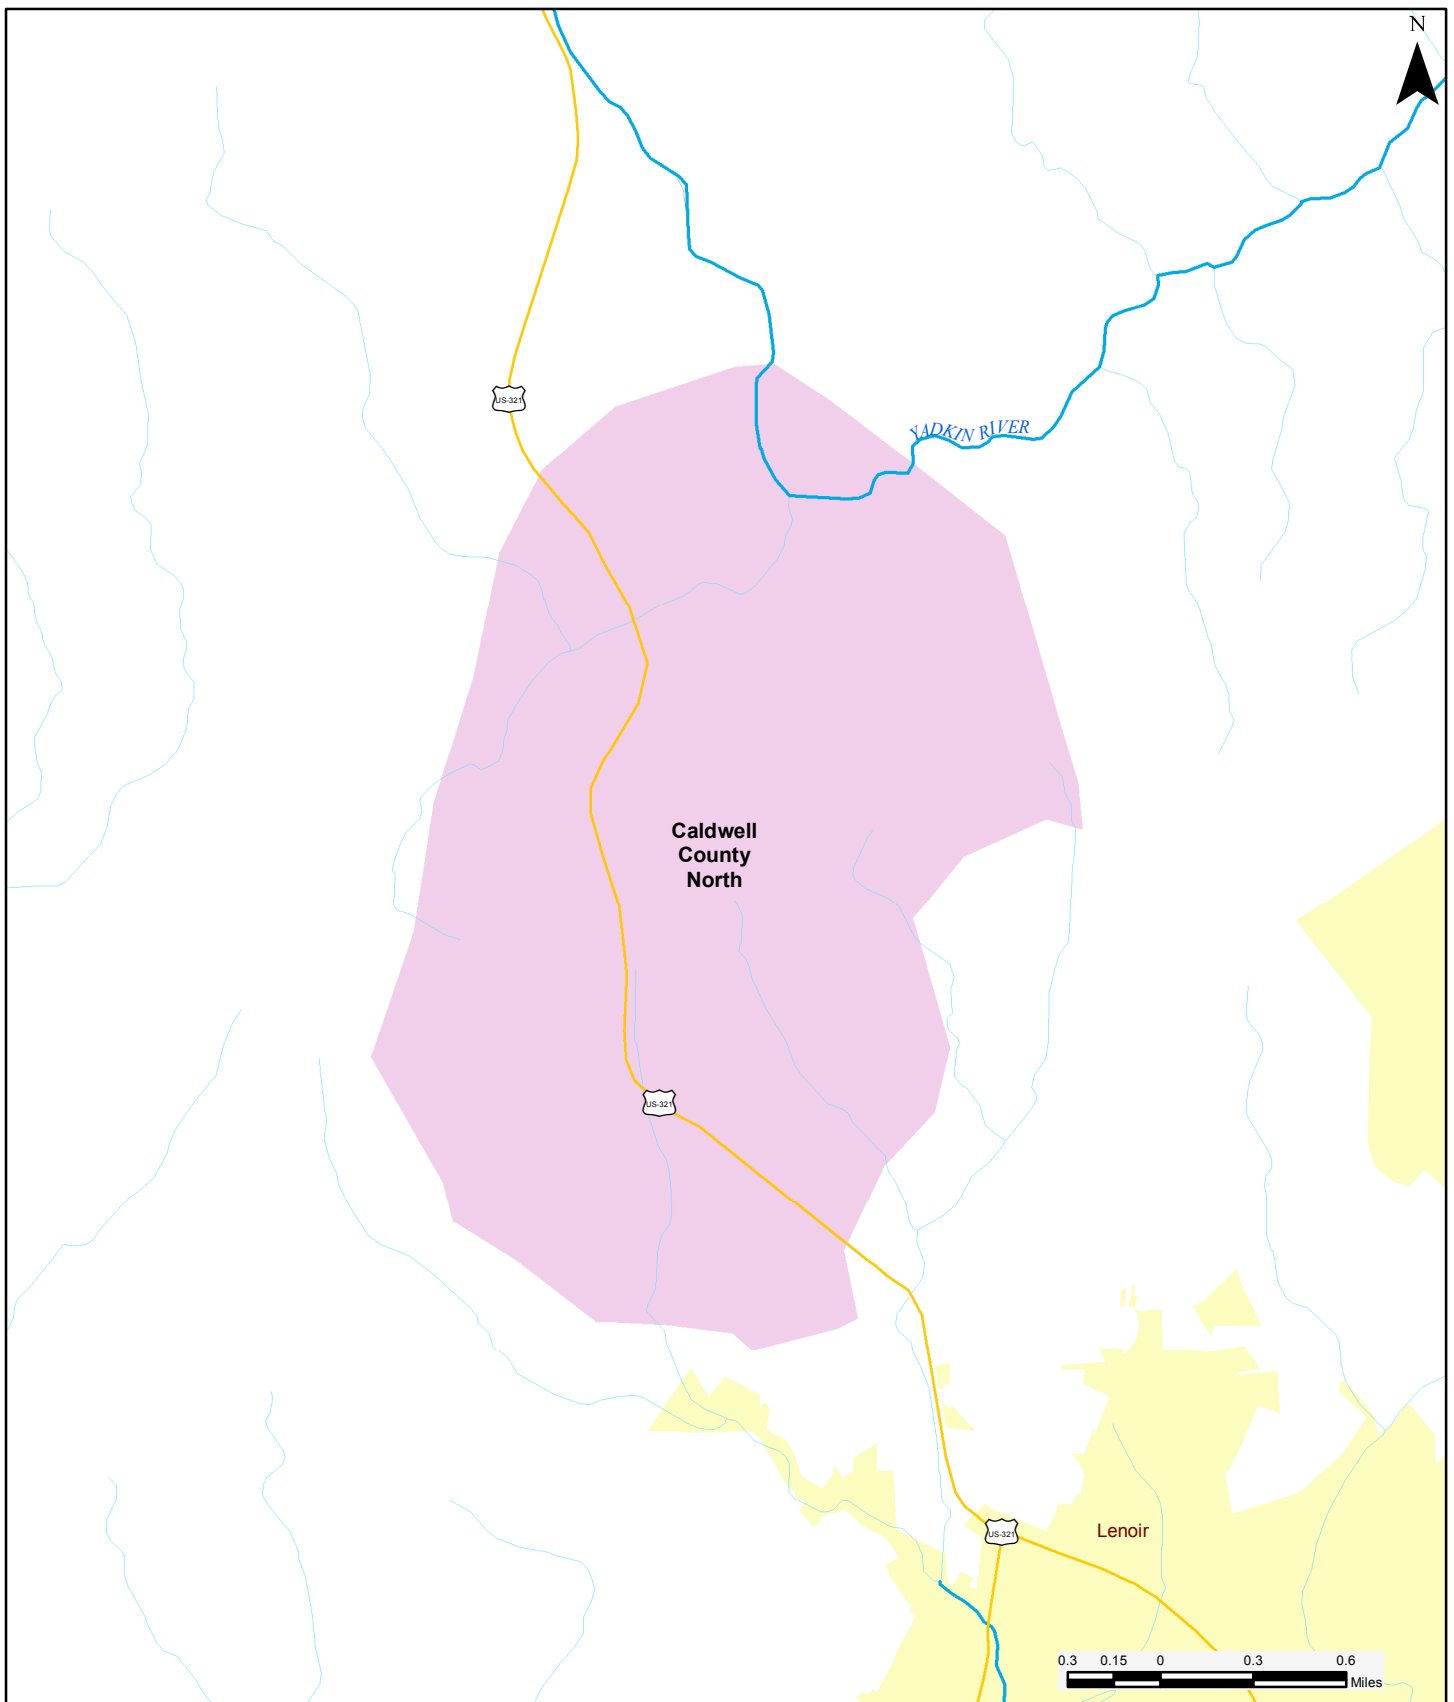 N
US-321
YADKIN RIVER
Caldwell
County
North
US-321
US-321
Lenoir
0.3 0.15 0 0.3 0.6
Miles